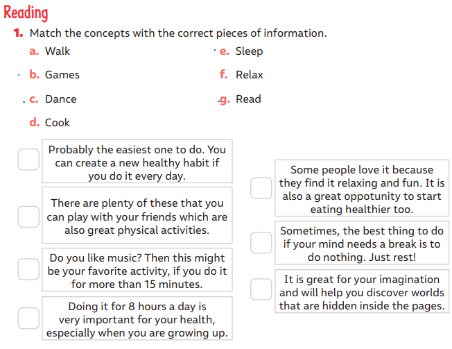 Reading
1. Match the concepts with the correct pieces of information.
a. Walk
b. Games
c. Dance
d. Cook
e. Sleep
f. Relax
g. Read
Probably the easiest one to do. You
can create a new healthy habit if
you do it every day.
There are plenty of these that you
can play with your friends which are
also great physical activities.
Do you like music? Then this might
be your favorite activity, if you do it
for more than 15 minutes.
Doing it for 8 hours a day is
very important for your health,
especially when you are growing up.
Some people love it because
they find it relaxing and fun. It is
also a great opportunity to start
eating healthier too.
Sometimes, the best thing to do
if your mind needs a break is to
do nothing. Just rest!
It is great for your imagination
and will help you discover worlds
that are hidden inside the pages.